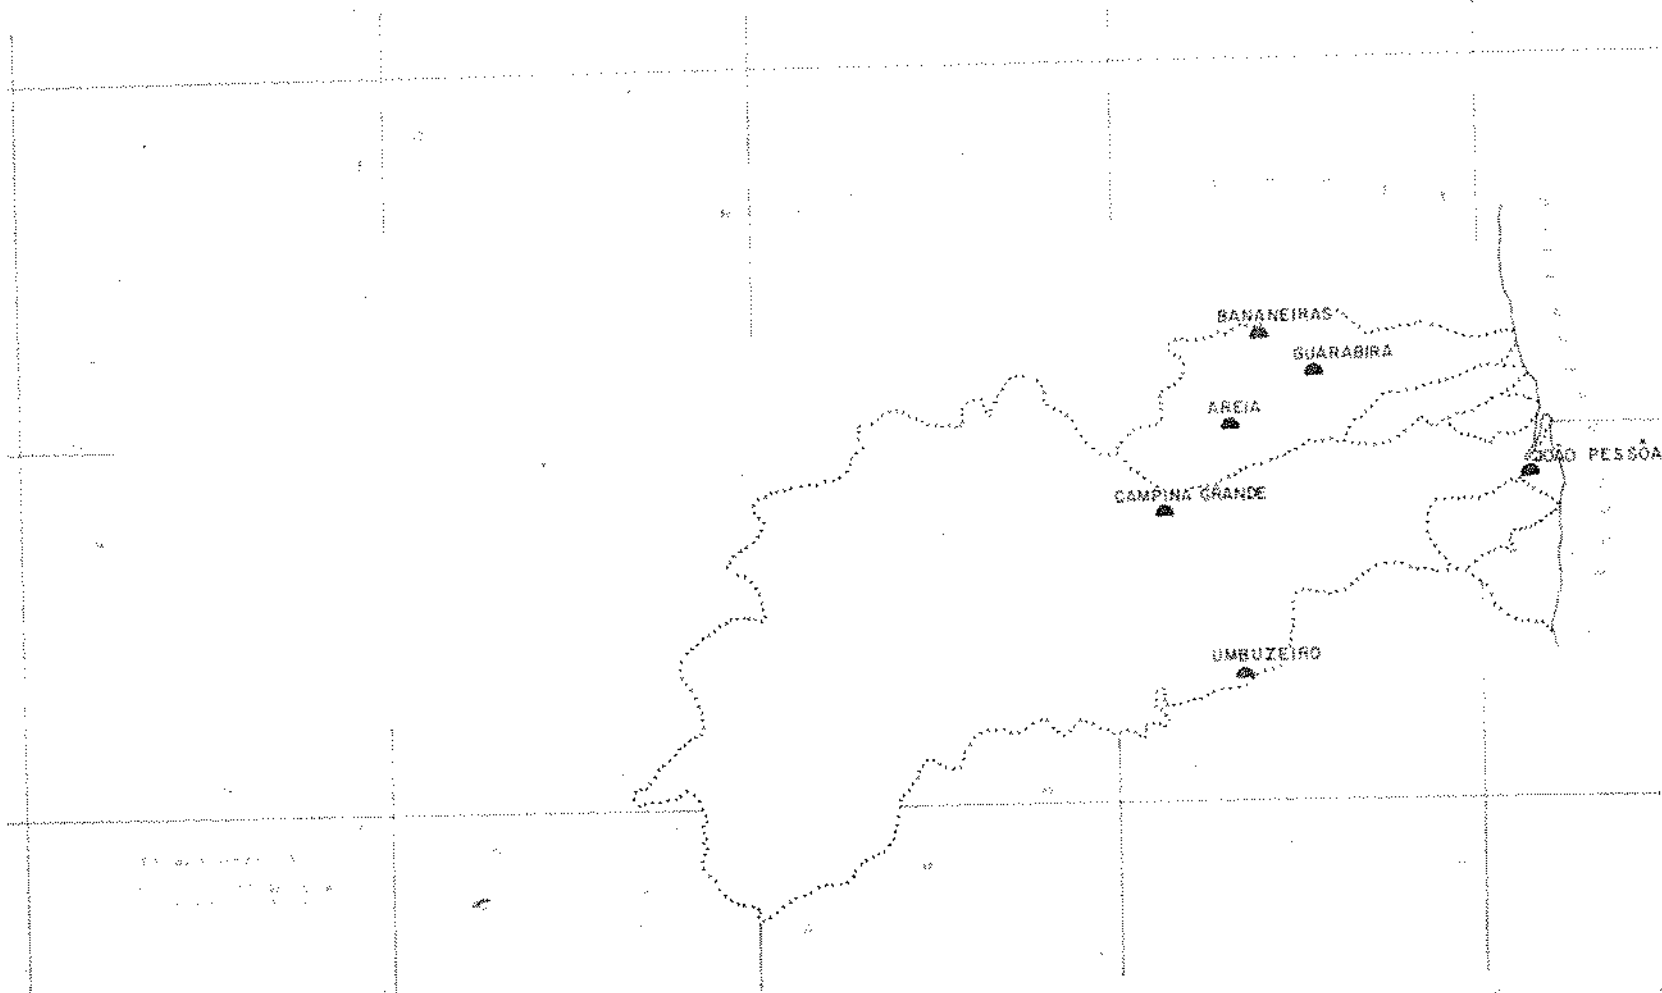 BANANEIRAS
GUARABIRA
AREIA
JOÃO PESSÔA
CAMPINA GRANDE
UMBUZEIRO